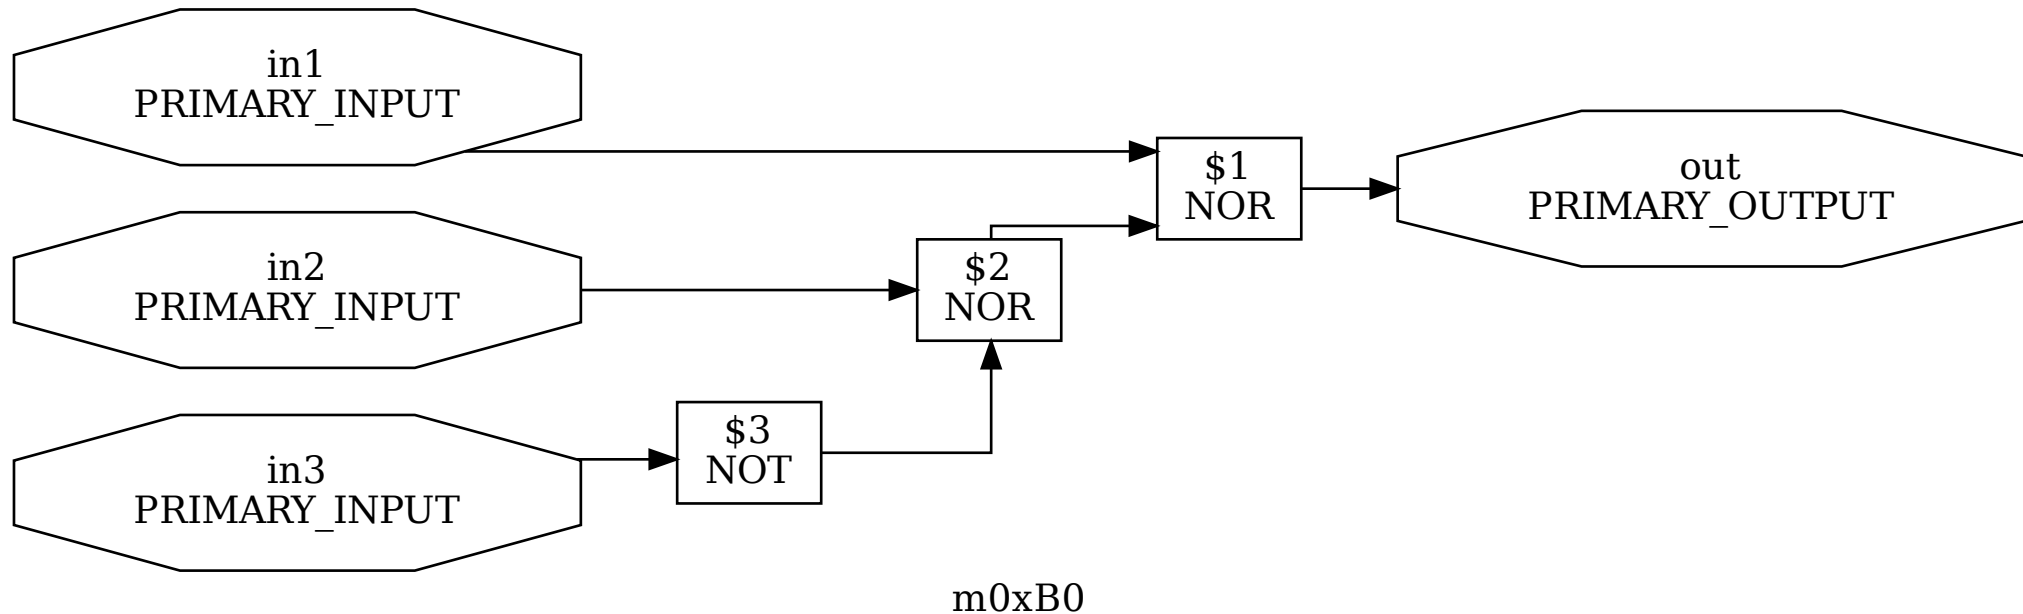 in1
PRIMARY_INPUT
$1
NOR
out
PRIMARY_OUTPUT
in2
PRIMARY_INPUT
$2
NOR
in3
PRIMARY_INPUT
$3
NOT
m0xB0